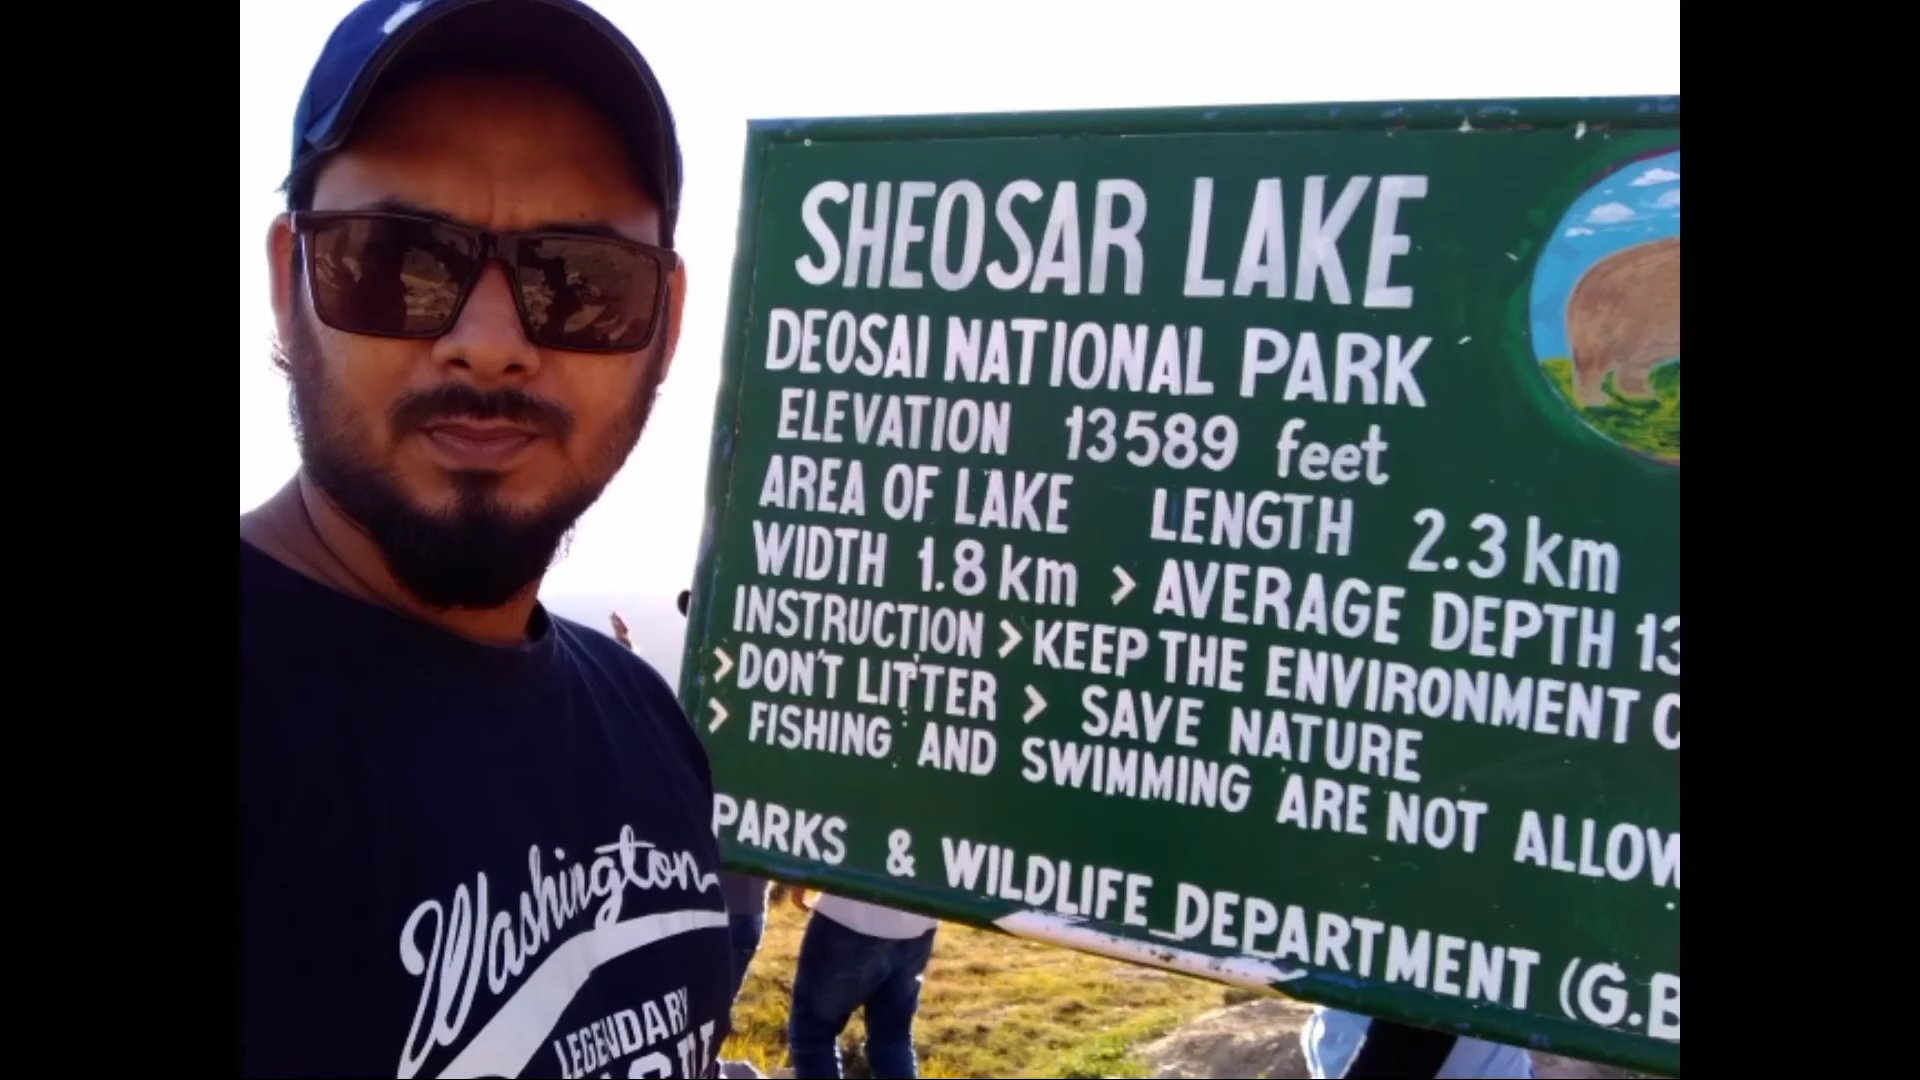 SHEOSAR LAKE
DEOSAI NATIONAL PARK
ELEVATION 13589 feet
AREA OF LAKE LENGTH 2.3 km
WIDTH 1.8 km > AVERAGE DEPTH 13
INSTRUCTION > KEEP THE ENVIRONMENT C
> DON'T LITTER > SAVE NATURE
> FISHING AND SWIMMING ARE NOT ALLOW
PARKS & WILDLIFE DEPARTMENT (G.B
Washington
LEGENDARY